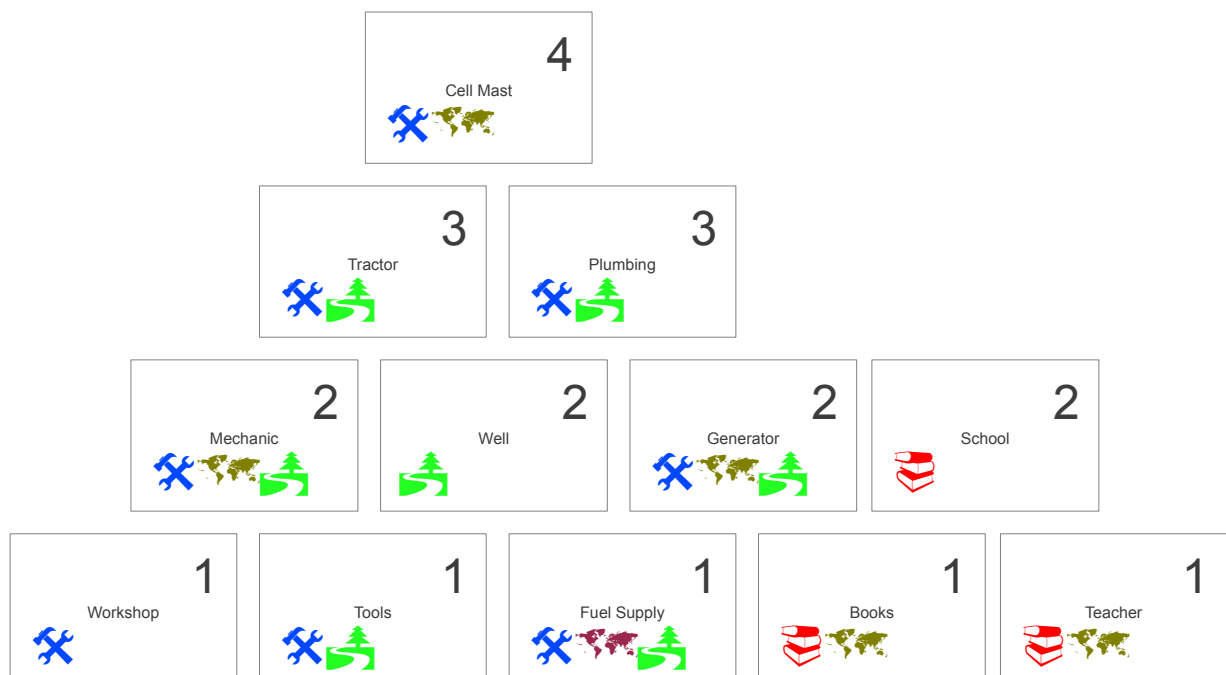 4
Cell Mast
3
Tractor
3
Plumbing
2
Mechanic
2
Well
2
Generator
2
School
1
Workshop
1
Tools
1
Fuel Supply
1
Books
1
Teacher